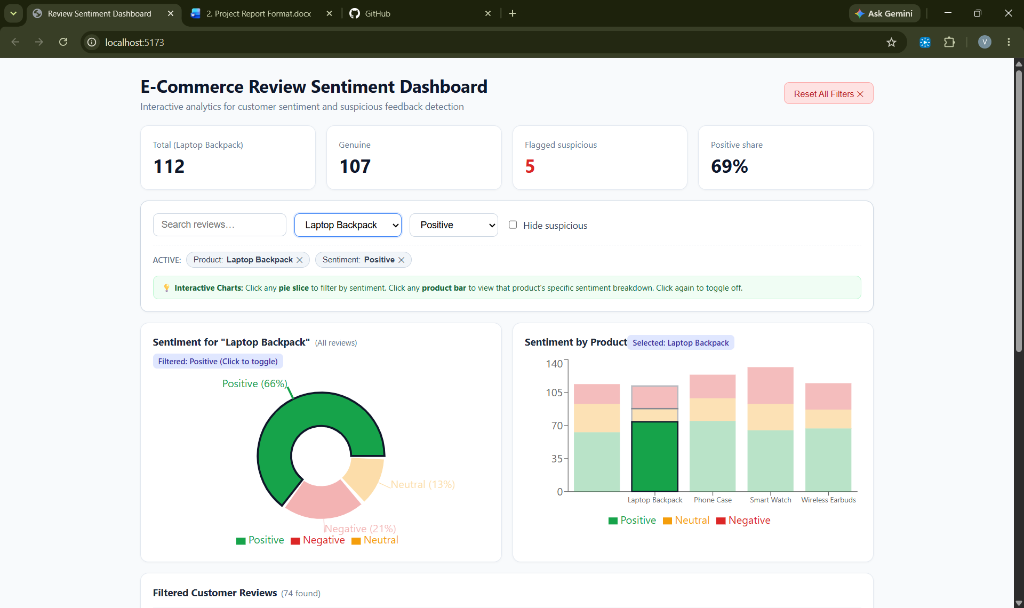 Review Sentiment Dashboard
2. Project Report Format.docx
GitHub
Ask Gemini
localhost:5173
V
E-Commerce Review Sentiment Dashboard
Interactive analytics for customer sentiment and suspicious feedback detection
Reset All Filters ✕
Total (Laptop Backpack)
112
Genuine
107
Flagged suspicious
5
Positive share
69%
Search reviews…
Laptop Backpack
Positive
Hide suspicious
ACTIVE: Product: Laptop Backpack ✕ Sentiment: Positive ✕
💡 Interactive Charts: Click any pie slice to filter by sentiment. Click any product bar to view that product's specific sentiment breakdown. Click again to toggle off.
Sentiment for "Laptop Backpack" (All reviews)
Filtered: Positive (Click to toggle)
Positive (66%)
Neutral (13%)
Negative (21%)
Positive Negative Neutral
Sentiment by Product Selected: Laptop Backpack
140
105
70
35
0
Laptop Backpack Phone Case Smart Watch Wireless Earbuds
Positive Neutral Negative
Filtered Customer Reviews (74 found)